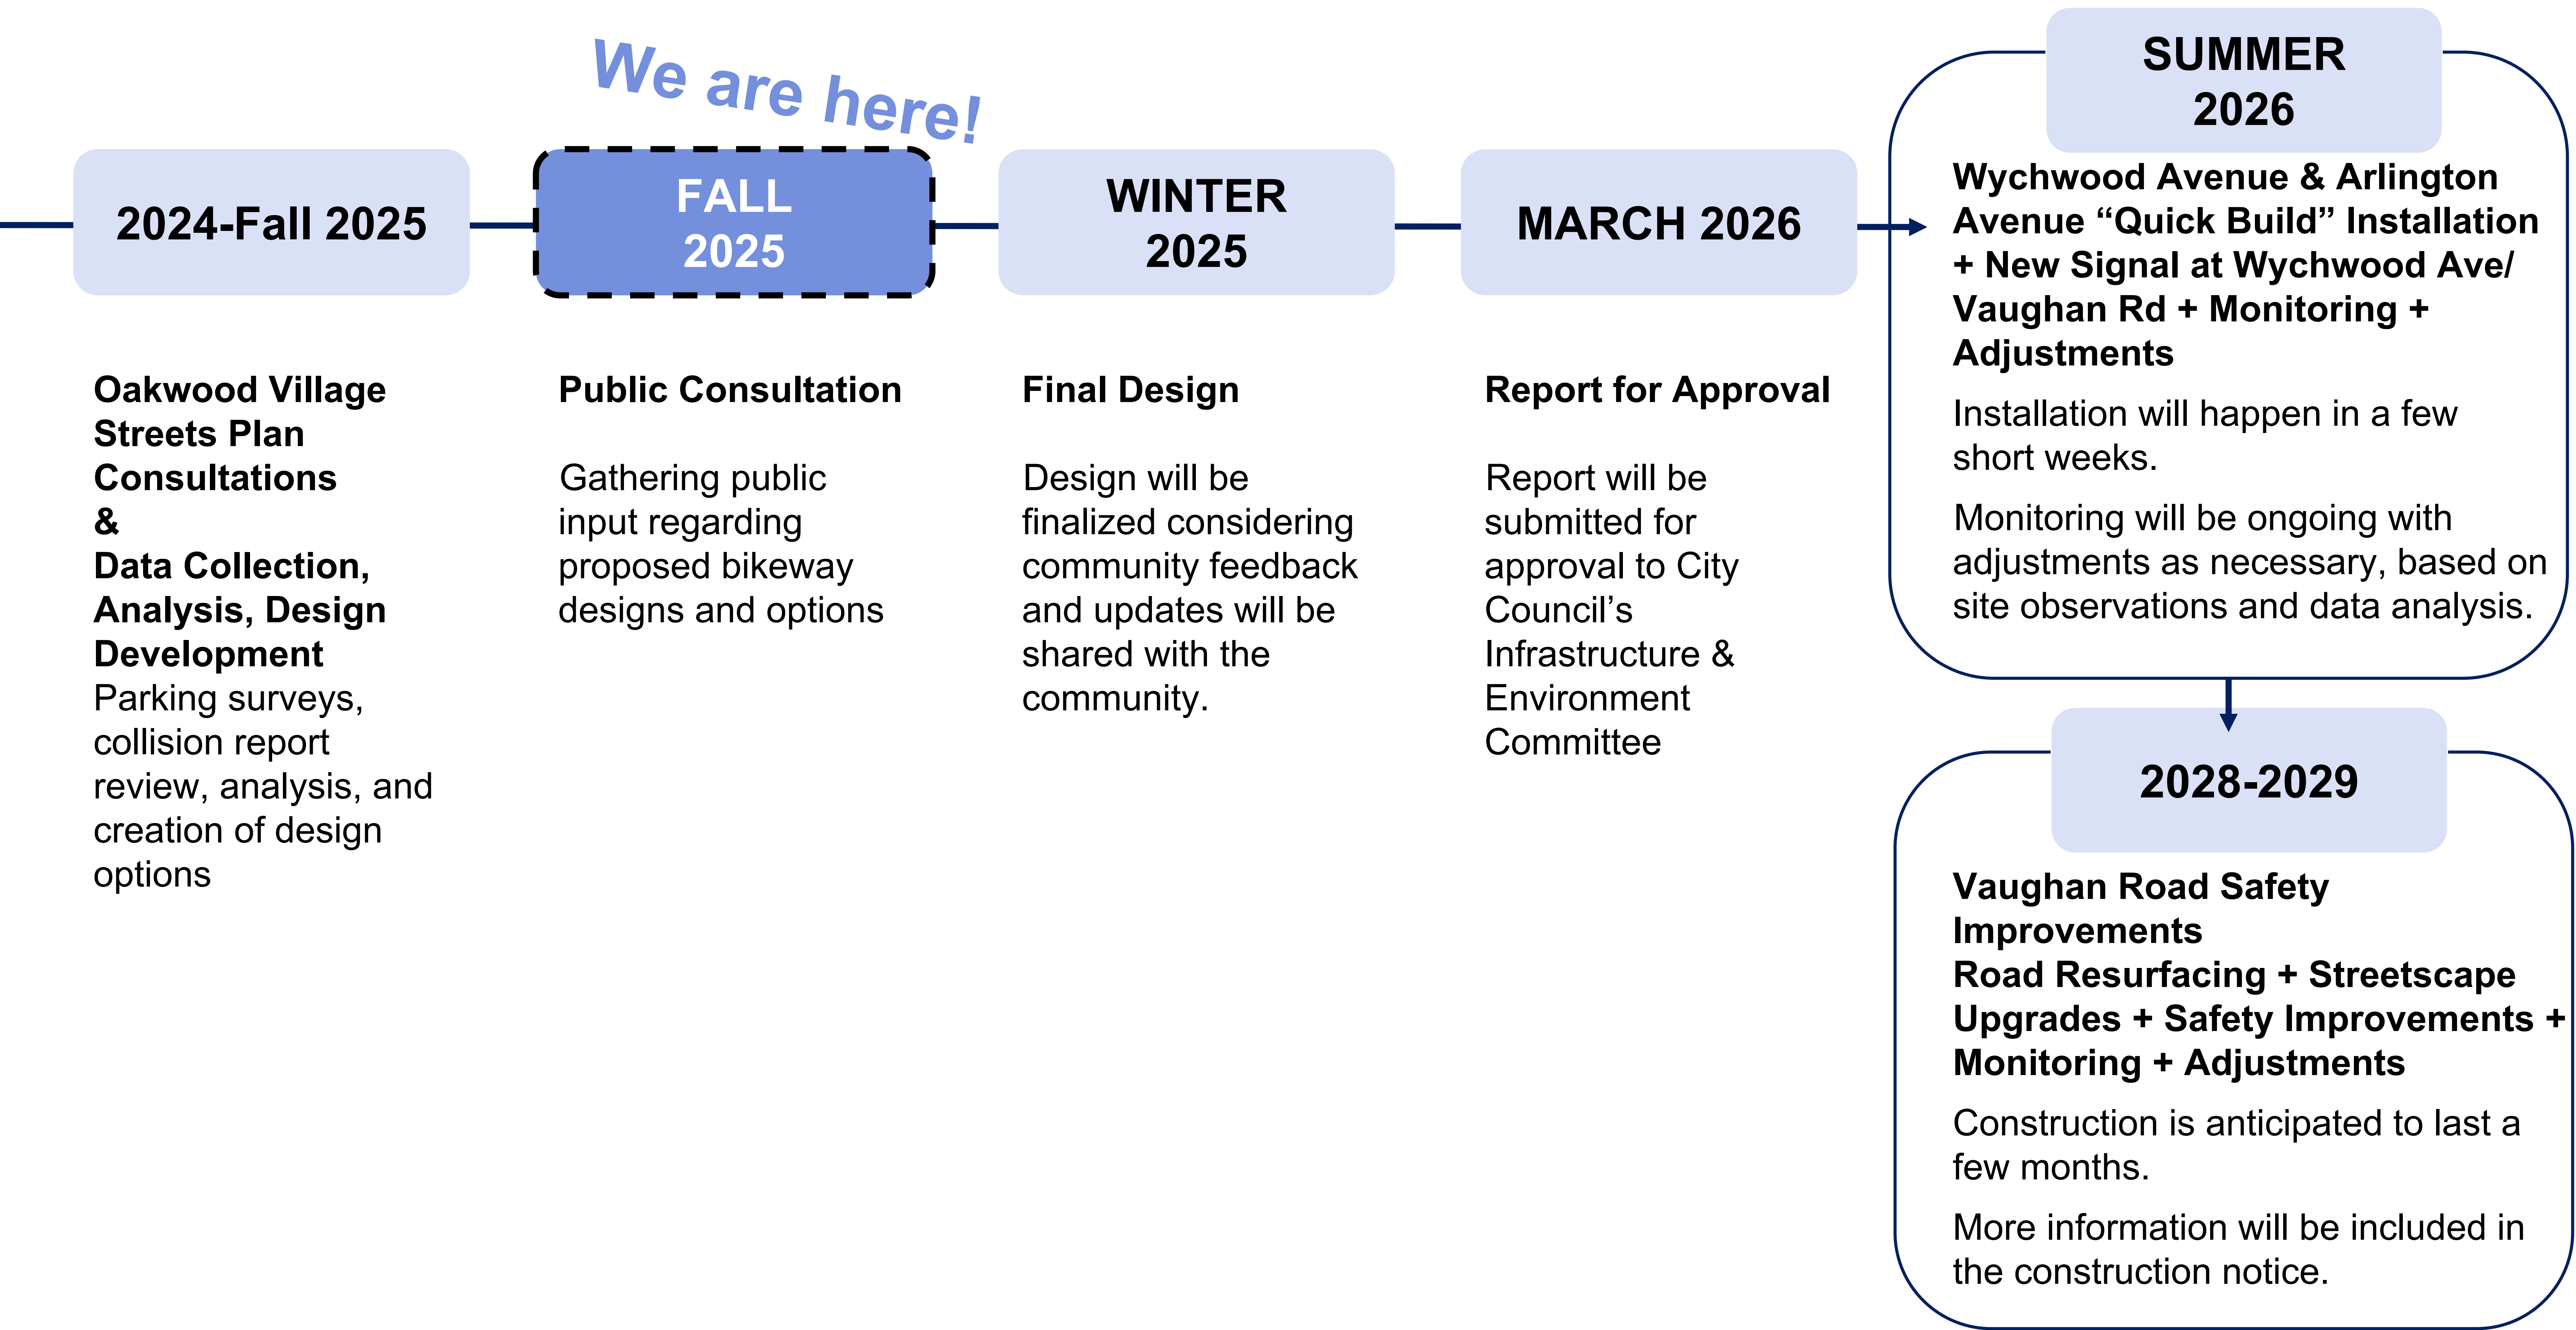 We are here!
2024-Fall 2025
Oakwood Village
Streets Plan
Consultations
&
Data Collection,
Analysis, Design
Development
Parking surveys,
collision report
review, analysis, and
creation of design
options
FALL
2025
Public Consultation
Gathering public
input regarding
proposed bikeway
designs and options
WINTER
2025
Final Design
Design will be
finalized considering
community feedback
and updates will be
shared with the
community.
MARCH 2026
Report for Approval
Report will be
submitted for
approval to City
Council’s
Infrastructure &
Environment
Committee
SUMMER
2026
Wychwood Avenue & Arlington
Avenue “Quick Build” Installation
+ New Signal at Wychwood Ave/
Vaughan Rd + Monitoring +
Adjustments
Installation will happen in a few
short weeks.
Monitoring will be ongoing with
adjustments as necessary, based on
site observations and data analysis.
2028-2029
Vaughan Road Safety
Improvements
Road Resurfacing + Streetscape
Upgrades + Safety Improvements +
Monitoring + Adjustments
Construction is anticipated to last a
few months.
More information will be included in
the construction notice.